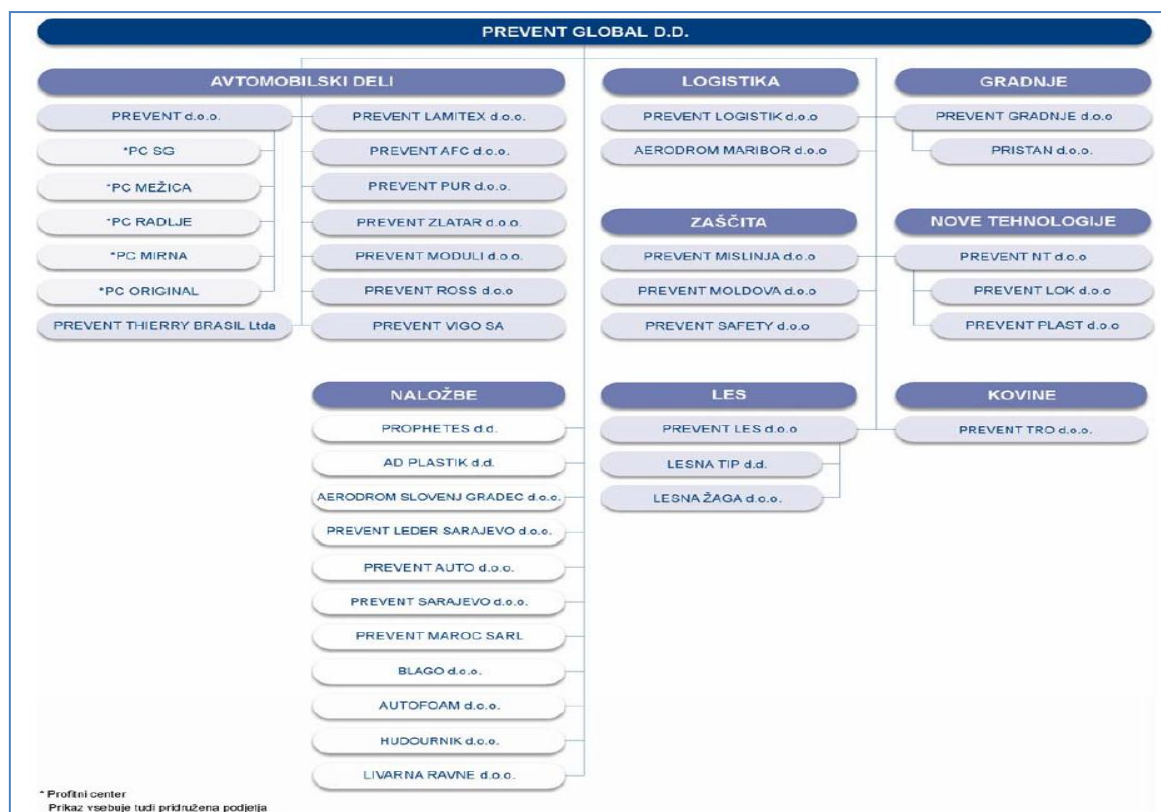 PREVENT GLOBAL D.D.
AVTOMOBILSKI DELI
PREVENT d.o.o.
*PC SG
*PC MEŽICA
*PC RADLJE
*PC MIRNA
*PC ORIGINAL
PREVENT THIERRY BRASIL Ltda
PREVENT LAMITEX d.o.o.
PREVENT AFC d.o.o.
PREVENT PUR d.o.o.
PREVENT ZLATAR d.o.o.
PREVENT MODULI d.o.o.
PREVENT ROSS d.o.o
PREVENT VIGO SA
LOGISTIKA
PREVENT LOGISTIK d.o.o
AERODROM MARIBOR d.o.o
GRADNJE
PREVENT GRADNJE d.o.o
PRISTAN d.o.o.
ZAŠČITA
PREVENT MISLINJA d.o.o
PREVENT MOLDOVA d.o.o
PREVENT SAFETY d.o.o
NOVE TEHNOLOGIJE
PREVENT NT d.o.o
PREVENT LOK d.o.o
PREVENT PLAST d.o.o
NALOŽBE
PROPHETES d.d.
AD PLASTIK d.d.
AERODROM SLOVENJ GRADEC d.o.o.
PREVENT LEDER SARAJEVO d.o.o.
PREVENT AUTO d.o.o.
PREVENT SARAJEVO d.o.o.
PREVENT MAROC SARL
BLAGO d.o.o.
AUTOFOAM d.o.o.
HUDOURNIK d.o.o.
LIVARNA RAVNE d.o.o.
LES
PREVENT LES d.o.o
LESNA TIP d.d.
LESNA ŽAGA d.o.o.
KOVINE
PREVENT TRO d.o.o.
* Profitni center
Prikaz vsebuje tudi pridružena podjetja